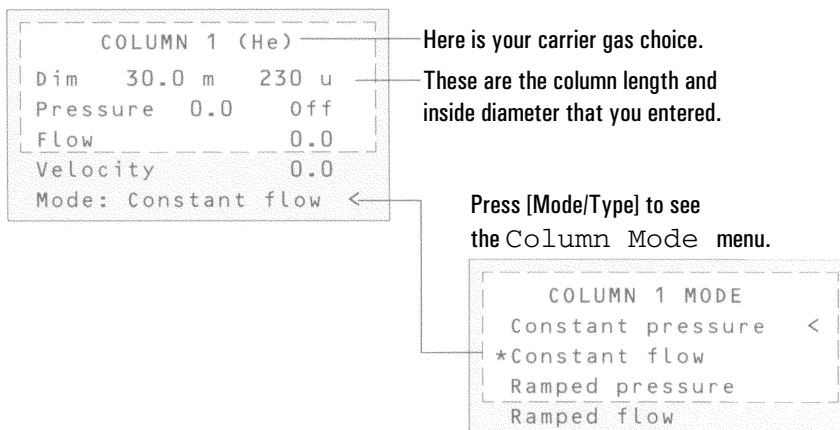 COLUMN 1 (He)
Here is your carrier gas choice.
Dim 30.0 m 230 u
These are the column length and
inside diameter that you entered.
Pressure 0.0 Off
Flow 0.0
Velocity 0.0
Mode: Constant flow <
Press [Mode/Type] to see
the Column Mode menu.
COLUMN 1 MODE
Constant pressure <
*Constant flow
Ramped pressure
Ramped flow